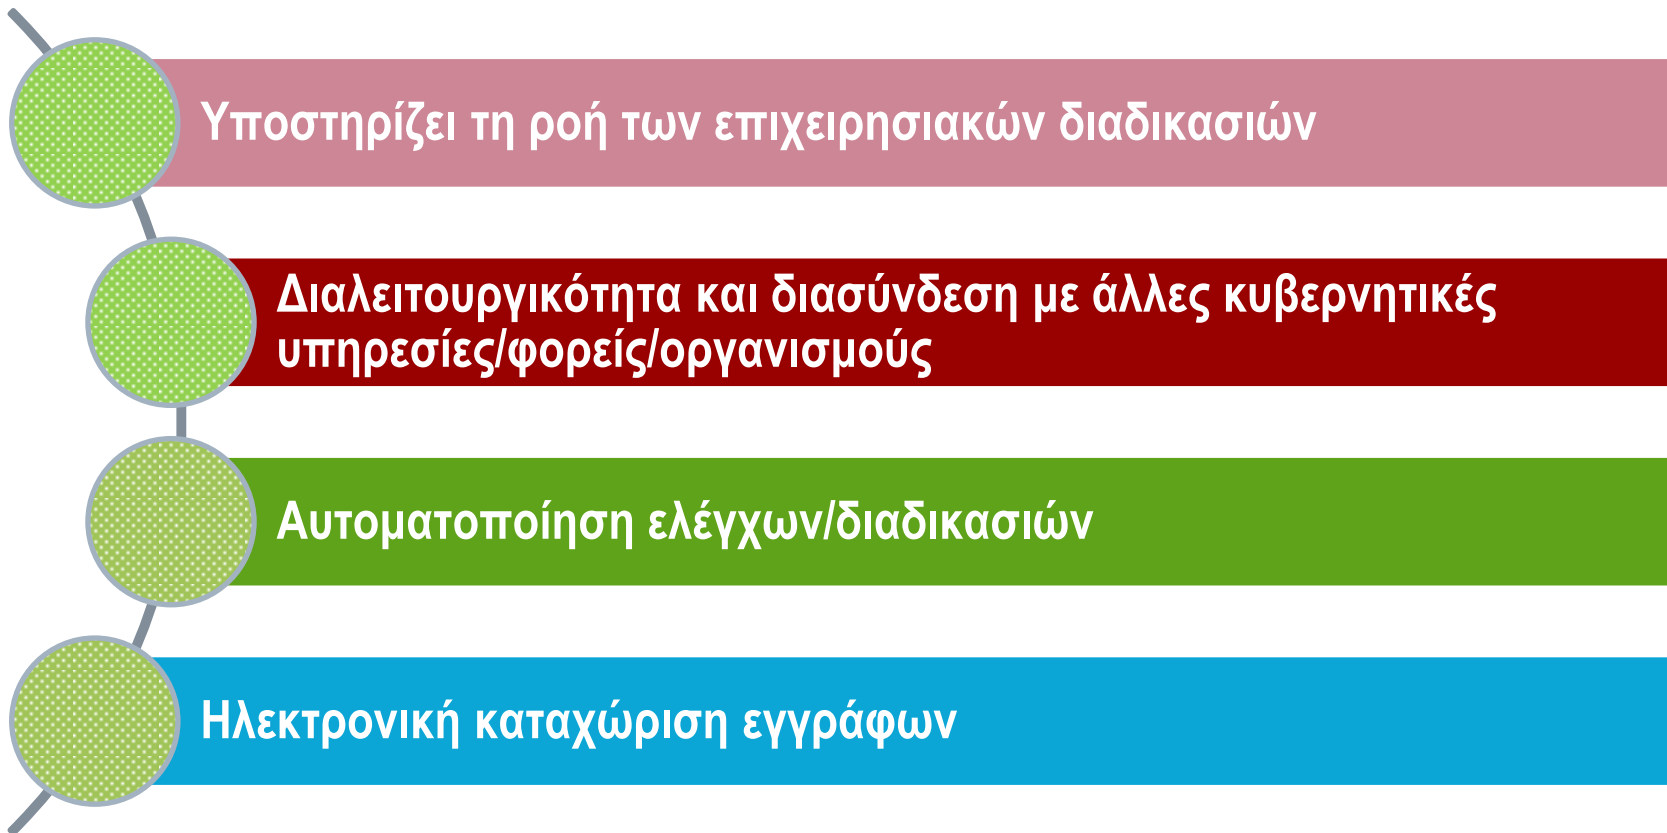 Υποστηρίζει τη ροή των επιχειρησιακών διαδικασιών
Διαλειτουργικότητα και διασύνδεση με άλλες κυβερνητικές
υπηρεσίες/φορείς/οργανισμούς
Αυτοματοποίηση ελέγχων/διαδικασιών
Ηλεκτρονική καταχώριση εγγράφων